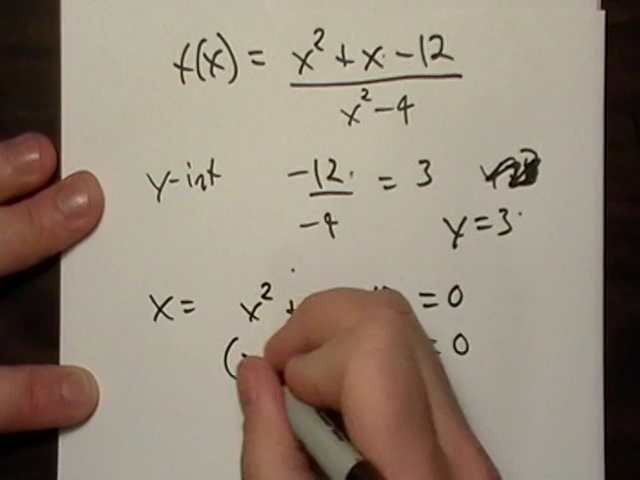 f(x) = x² + x - 12 / x² - 4
y-int -12 / -4 = 3
y = 3
x = x² + = 0
( = 0